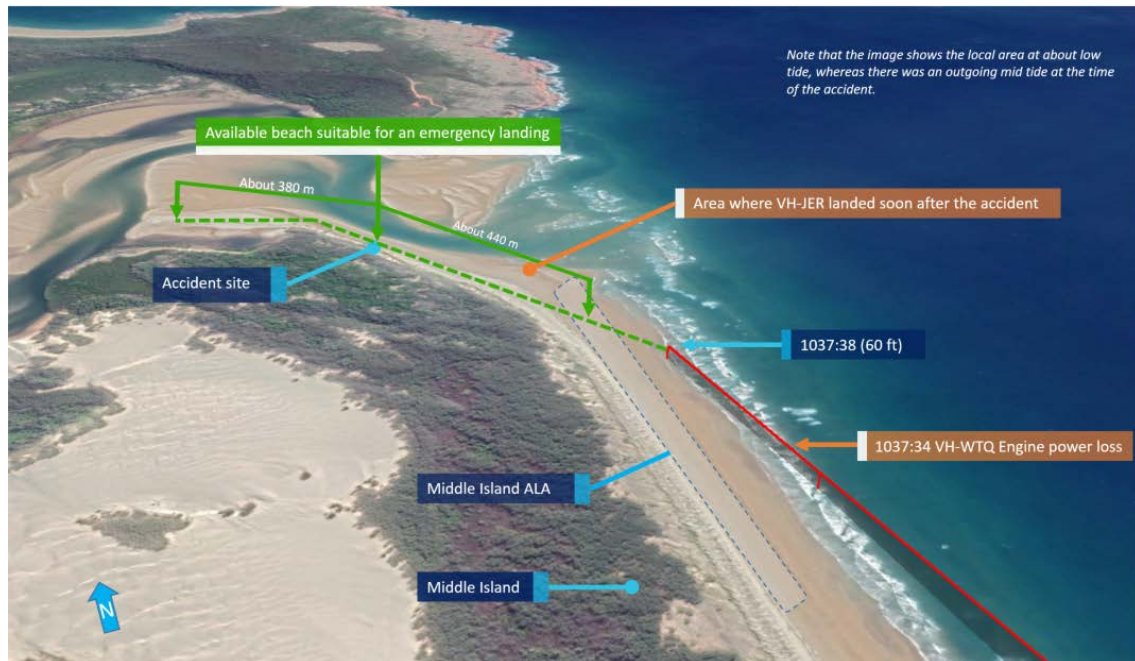 Note that the image shows the local area at about low
tide, whereas there was an outgoing mid tide at the time
of the accident.
Available beach suitable for an emergency landing
About 380 m
Area where VH-JER landed soon after the accident
About 440 m
Accident site
1037:38 (60 ft)
1037:34 VH-WTQ Engine power loss
Middle Island ALA
Middle Island
N